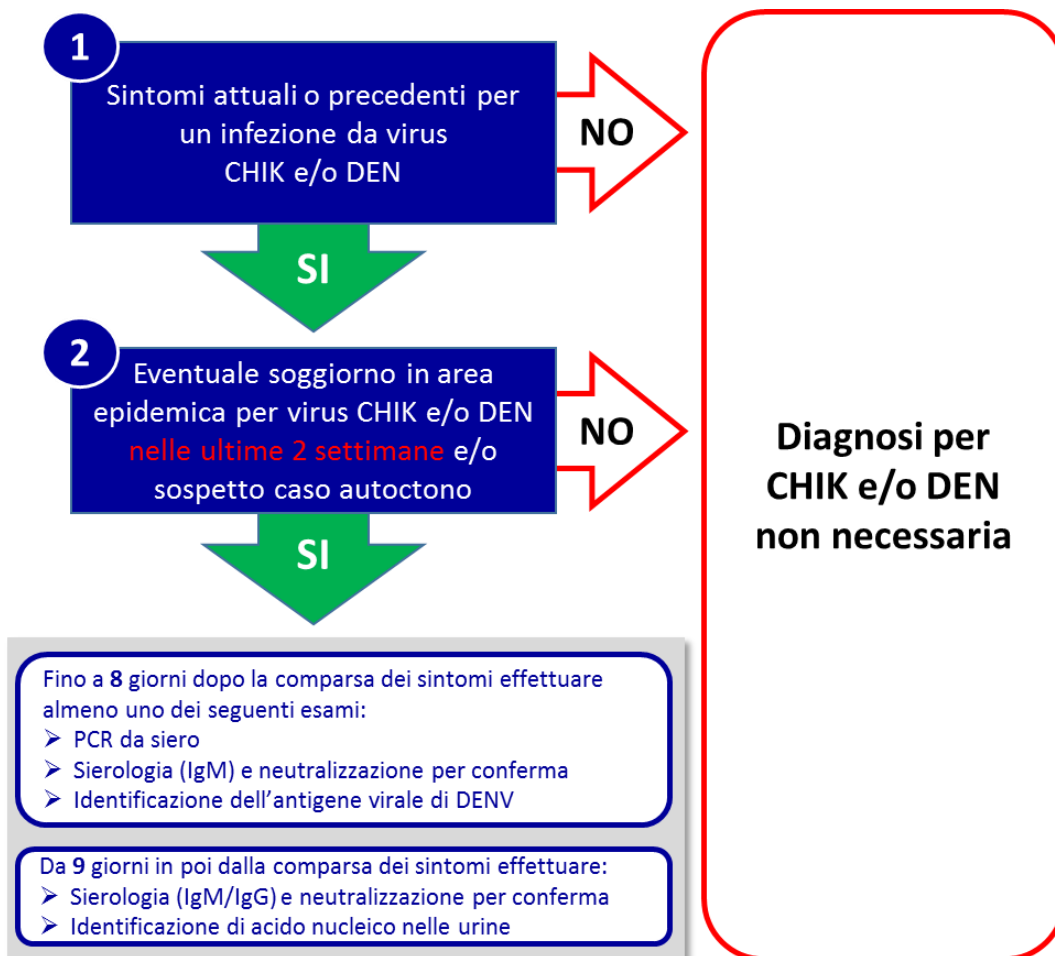 1
Sintomi attuali o precedenti per
un infezione da virus
CHIK e/o DEN
NO
SI
2
Eventuale soggiorno in area
epidemica per virus CHIK e/o DEN
nelle ultime 2 settimane e/o
sospetto caso autoctono
NO
SI
Diagnosi per
CHIK e/o DEN
non necessaria
Fino a 8 giorni dopo la comparsa dei sintomi effettuare
almeno uno dei seguenti esami:
➢ PCR da siero
➢ Sierologia (IgM) e neutralizzazione per conferma
➢ Identificazione dell'antigene virale di DENV
Da 9 giorni in poi dalla comparsa dei sintomi effettuare:
➢ Sierologia (IgM/IgG) e neutralizzazione per conferma
➢ Identificazione di acido nucleico nelle urine